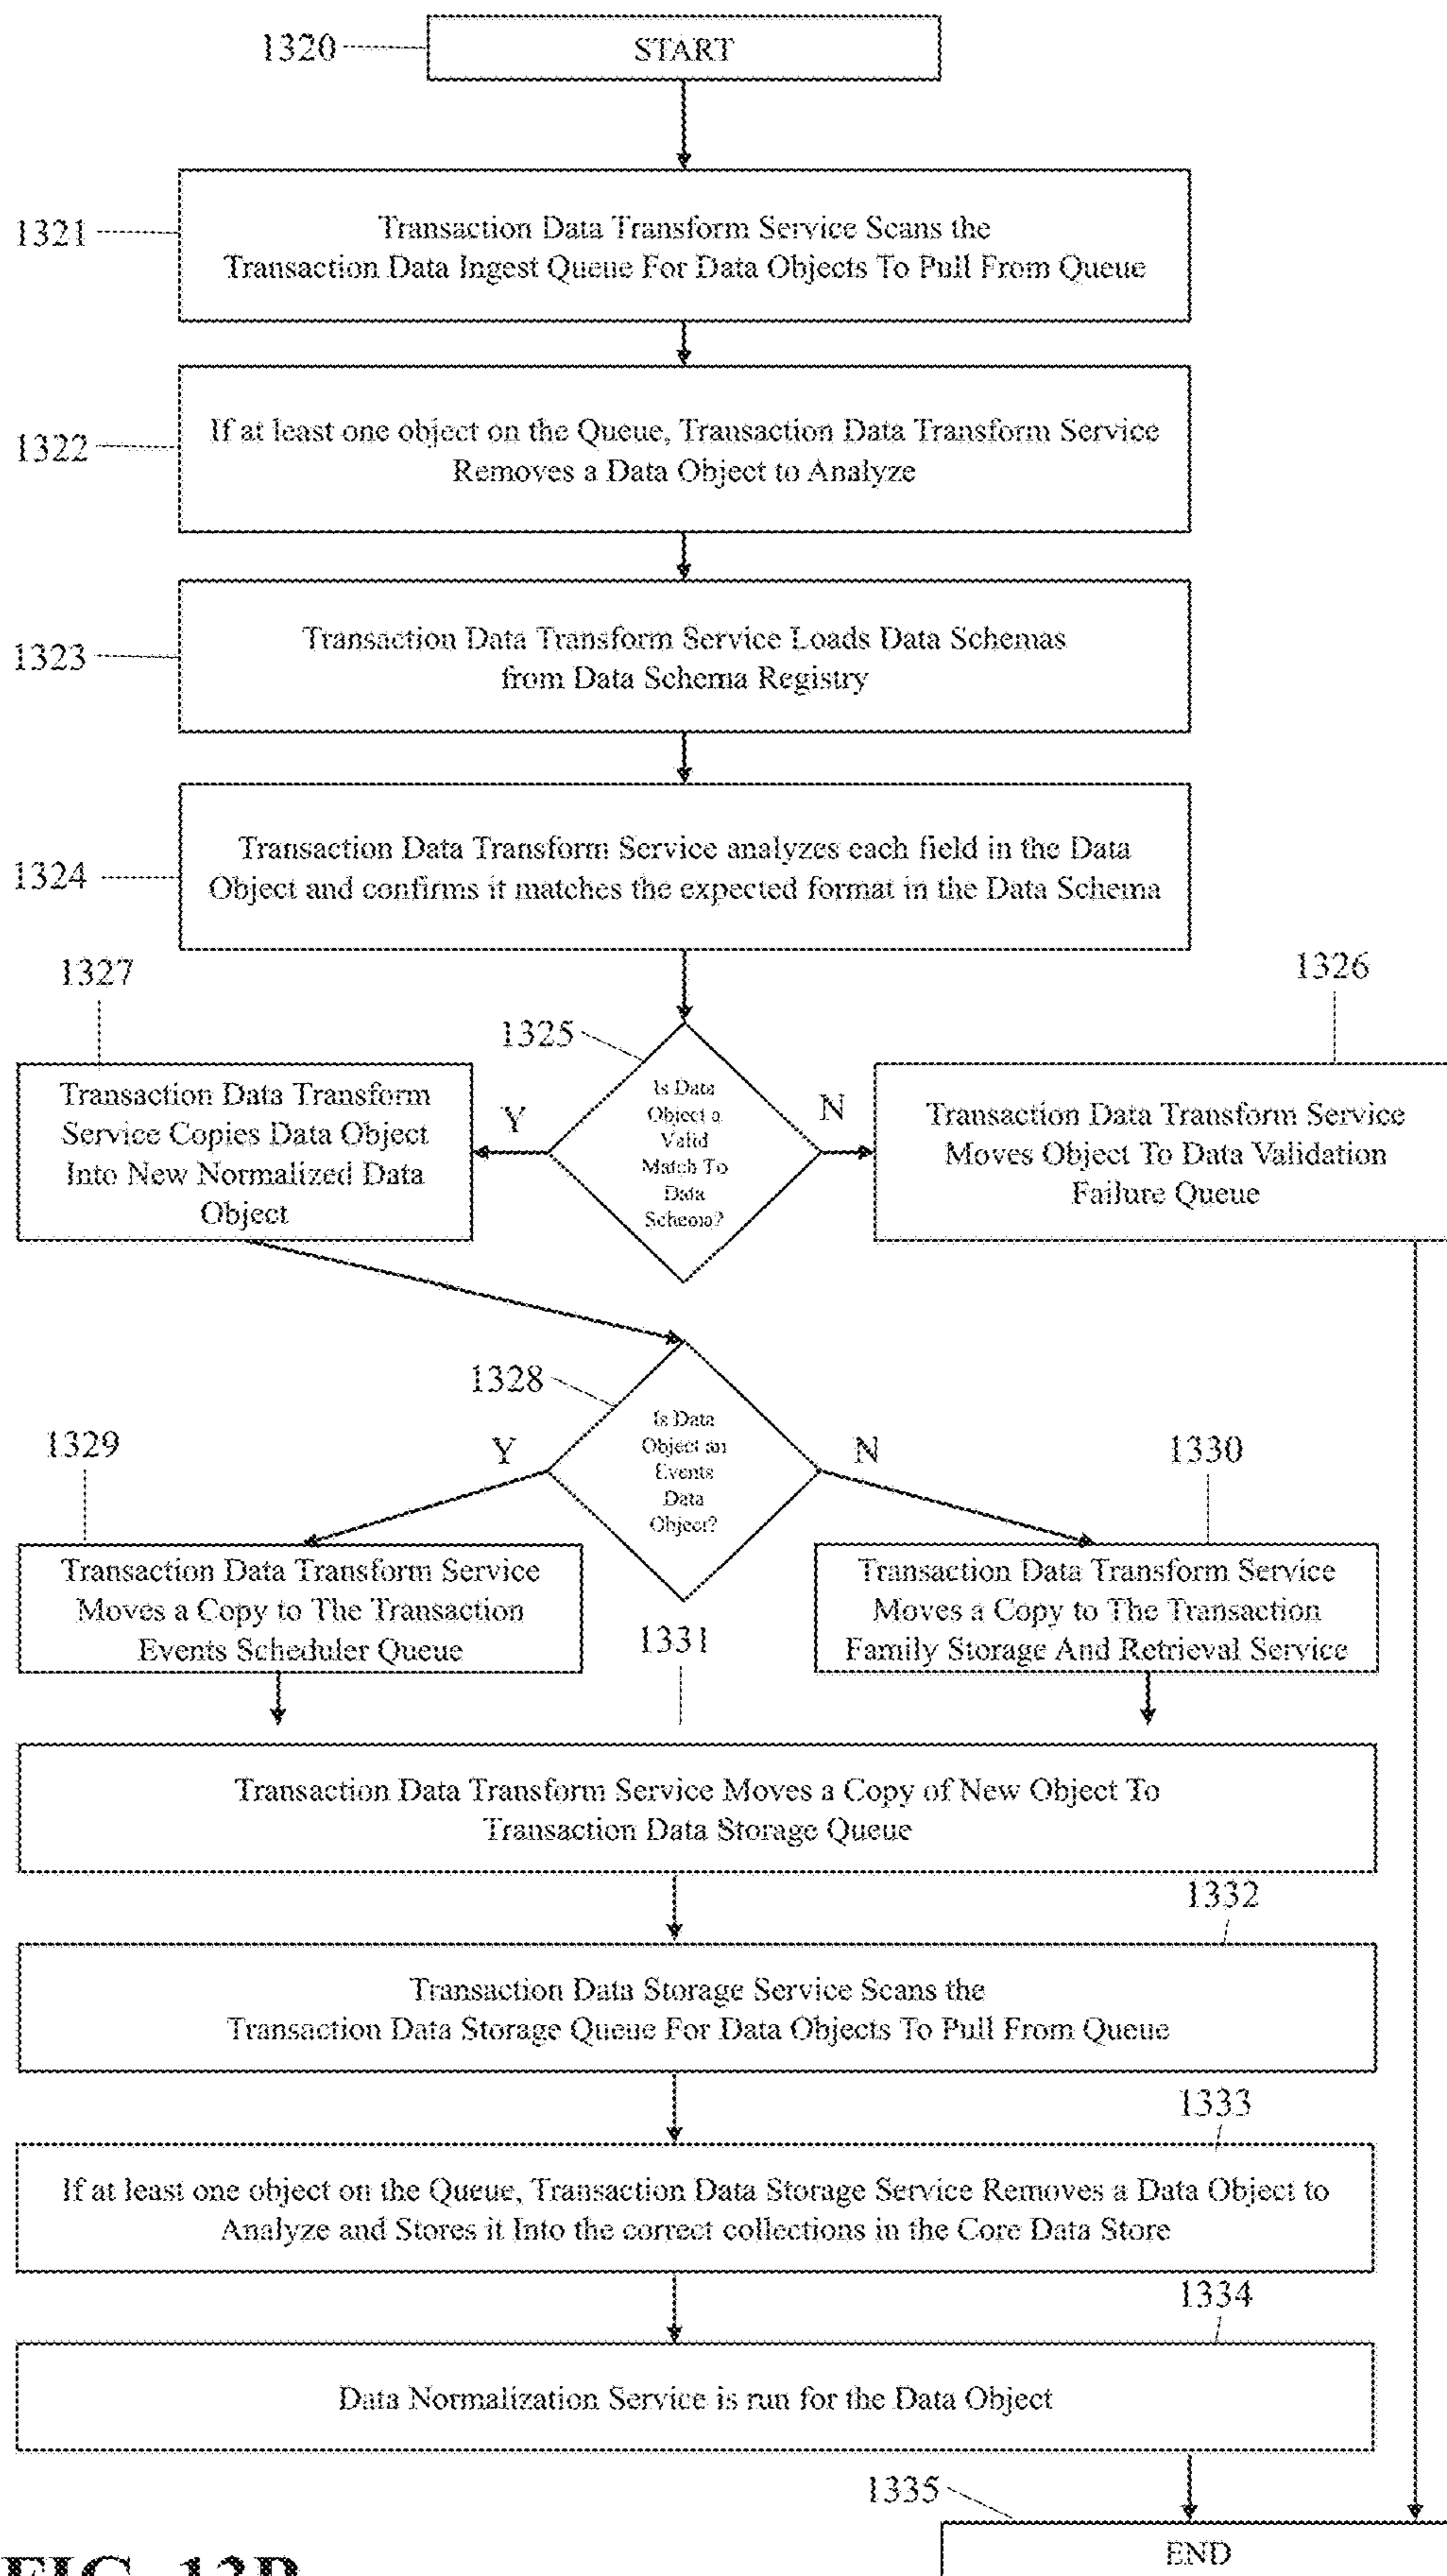 1320
START
1321
Transaction Data Transform Service Scans the
Transaction Data Ingest Queue For Data Objects To Pull From Queue
1322
If at least one object on the Queue, Transaction Data Transform Service
Removes a Data Object to Analyze
1323
Transaction Data Transform Service Loads Data Schemas
from Data Schema Registry
1324
Transaction Data Transform Service analyzes each field in the Data
Object and confirms it matches the expected format in the Data Schema
1327
1326
1325
Transaction Data Transform
Service Copies Data Object
Into New Normalized Data
Object
Y
Is Data
Object a
Valid
Match To
Data
Schema?
N
Transaction Data Transform Service
Moves Object To Data Validation
Failure Queue
1328
Is Data
Object an
Events
Data
Object?
1329
Y
N
1330
Transaction Data Transform Service
Moves a Copy to The Transaction
Events Scheduler Queue
Transaction Data Transform Service
Moves a Copy to The Transaction
Family Storage And Retrieval Service
1331
Transaction Data Transform Service Moves a Copy of New Object To
Transaction Data Storage Queue
1332
Transaction Data Storage Service Scans the
Transaction Data Storage Queue For Data Objects To Pull From Queue
1333
If at least one object on the Queue, Transaction Data Storage Service Removes a Data Object to
Analyze and Stores it Into the correct collections in the Core Data Store
1334
Data Normalization Service is run for the Data Object
1335
END
FIG. 13B